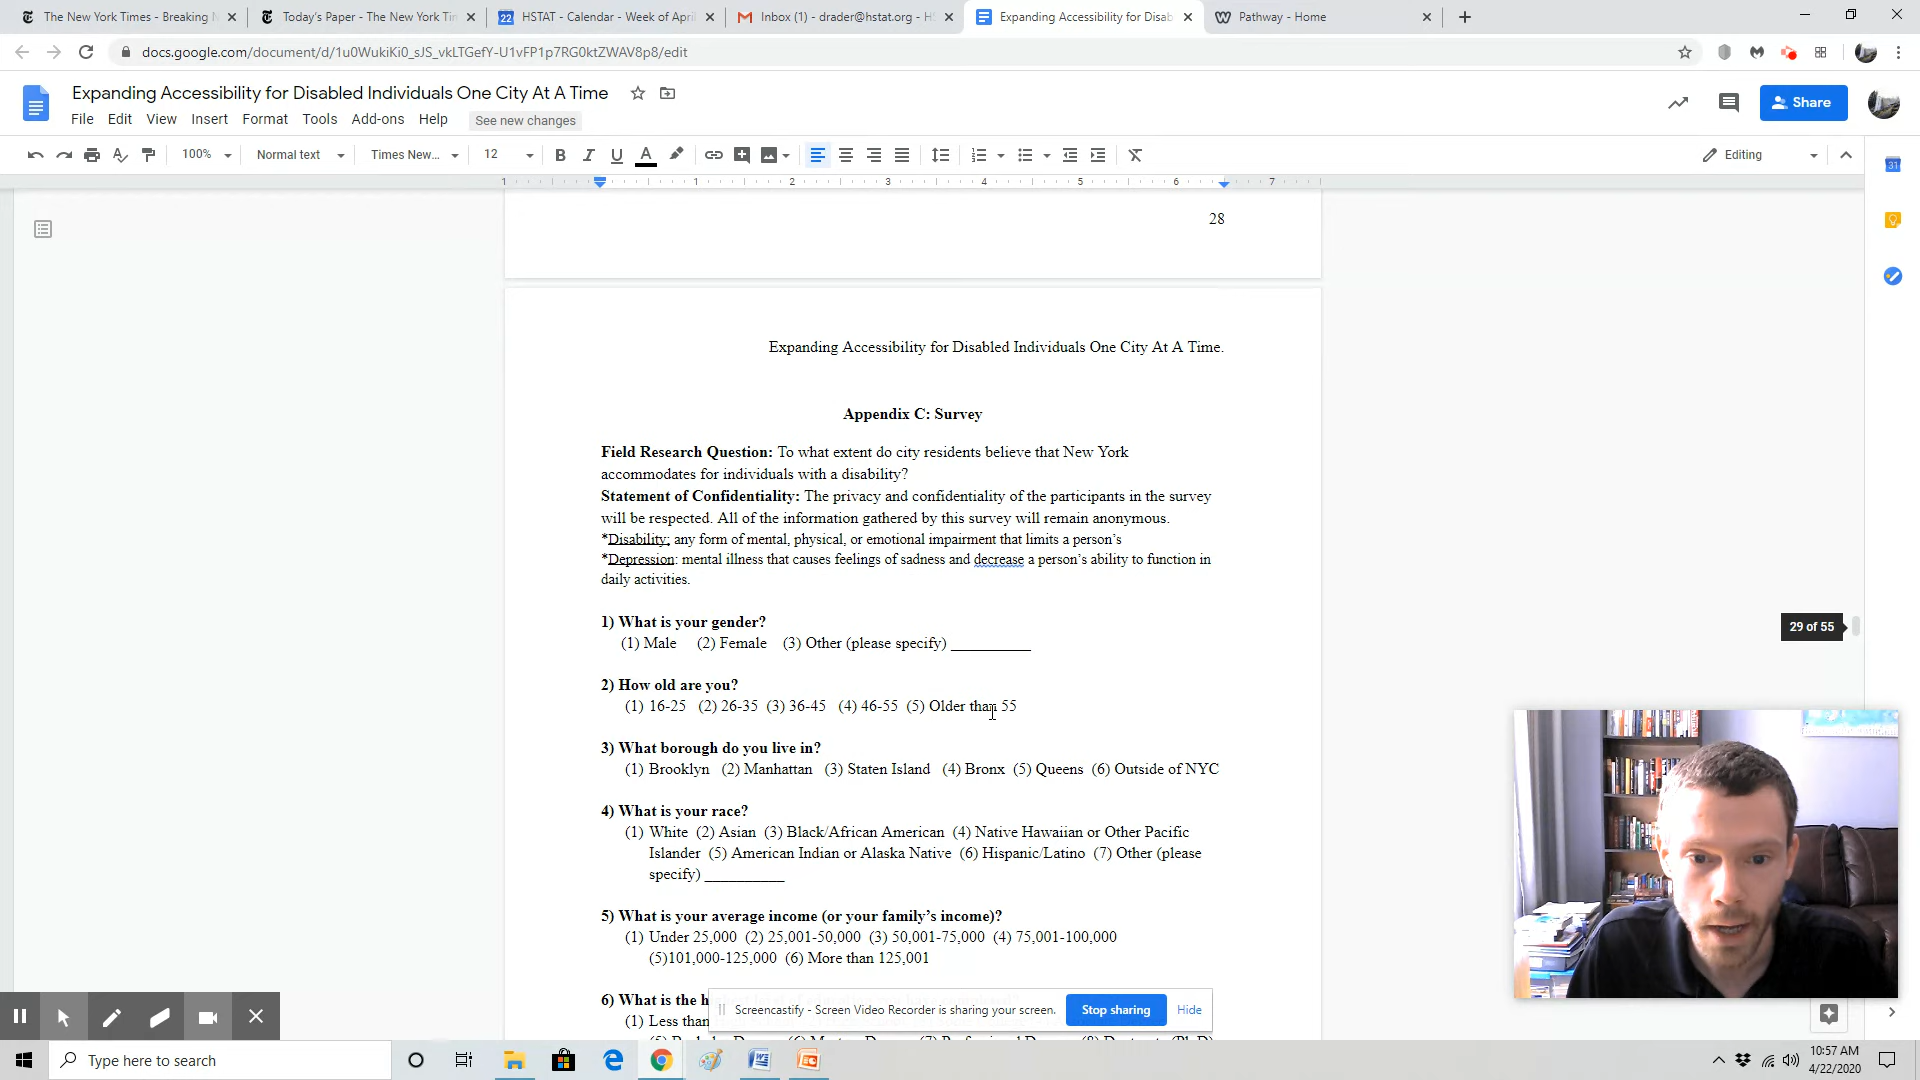 The New York Times - Breaking N
Today's Paper - The New York Tim
HSTAT - Calendar - Week of April
Inbox (1) - drader@hstat.org - HS
Expanding Accessibility for Disab
Pathway - Home
docs.google.com/document/d/1u0WukiKi0_sJS_vkLTGefY-U1vFP1p7RG0ktZWAV8p8/edit
Expanding Accessibility for Disabled Individuals One City At A Time
File Edit View Insert Format Tools Add-ons Help See new changes
Share
100% Normal text Times New... 12 B I U A Editing
1 1 2 3 4 5 6 7
28
Expanding Accessibility for Disabled Individuals One City At A Time.
Appendix C: Survey
Field Research Question: To what extent do city residents believe that New York
accommodates for individuals with a disability?
Statement of Confidentiality: The privacy and confidentiality of the participants in the survey
will be respected. All of the information gathered by this survey will remain anonymous.
*Disability: any form of mental, physical, or emotional impairment that limits a person's
*Depression: mental illness that causes feelings of sadness and decrease a person's ability to function in
daily activities.
1) What is your gender?
(1) Male (2) Female (3) Other (please specify) __________
2) How old are you?
(1) 16-25 (2) 26-35 (3) 36-45 (4) 46-55 (5) Older than 55
3) What borough do you live in?
(1) Brooklyn (2) Manhattan (3) Staten Island (4) Bronx (5) Queens (6) Outside of NYC
4) What is your race?
(1) White (2) Asian (3) Black/African American (4) Native Hawaiian or Other Pacific
Islander (5) American Indian or Alaska Native (6) Hispanic/Latino (7) Other (please
specify) __________
5) What is your average income (or your family's income)?
(1) Under 25,000 (2) 25,001-50,000 (3) 50,001-75,000 (4) 75,001-100,000
(5)101,000-125,000 (6) More than 125,001
6) What is the h
(1) Less than
29 of 55
Screencastify - Screen Video Recorder is sharing your screen. Stop sharing Hide
Type here to search
10:57 AM
4/22/2020